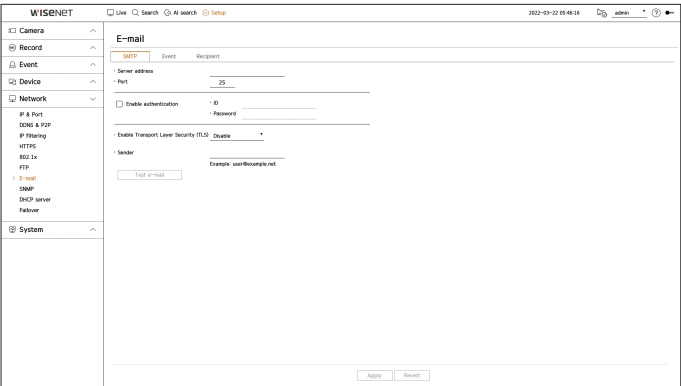 WISENET
Live Search AI search Setup
2022-03-22 05:46:16 admin ?
Camera
Record
Event
Device
Network
IP & Port
DDNS & P2P
IP filtering
HTTPS
802.1x
FTP
> E-mail
SNMP
DHCP server
Failover
System
E-mail
SMTP Event Recipient
Server address
Port 25
Enable authentication
ID
Password
Enable Transport Layer Security (TLS) Disable
Sender
Example: user@example.net
Test e-mail
Apply Revert